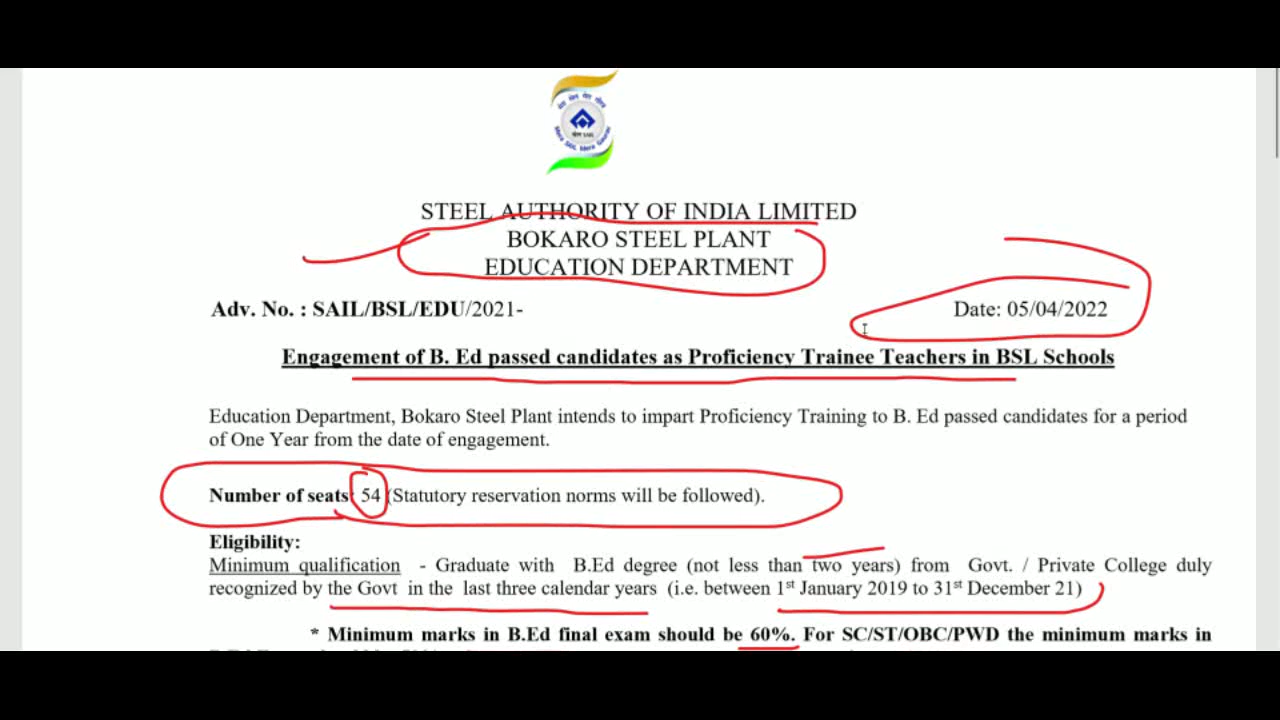 STEEL AUTHORITY OF INDIA LIMITED
BOKARO STEEL PLANT
EDUCATION DEPARTMENT
Adv. No. : SAIL/BSL/EDU/2021-
Date: 05/04/2022
Engagement of B. Ed passed candidates as Proficiency Trainee Teachers in BSL Schools
Education Department, Bokaro Steel Plant intends to impart Proficiency Training to B. Ed passed candidates for a period
of One Year from the date of engagement.
Number of seats: 54 (Statutory reservation norms will be followed).
Eligibility:
Minimum qualification - Graduate with B.Ed degree (not less than two years) from Govt. / Private College duly
recognized by the Govt in the last three calendar years (i.e. between 1st January 2019 to 31st December 21)
* Minimum marks in B.Ed final exam should be 60%. For SC/ST/OBC/PWD the minimum marks in